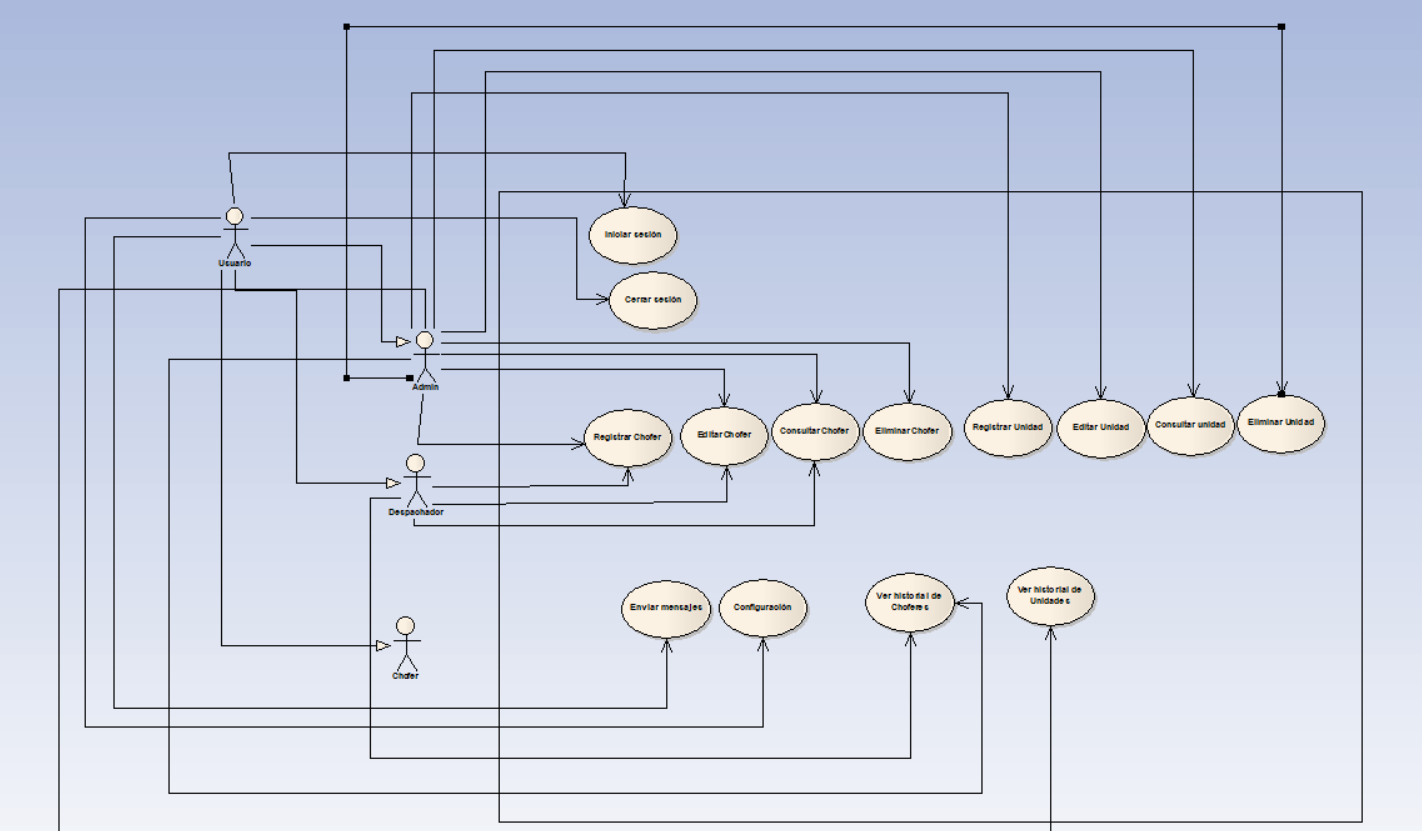 Iniciar sesión
Usuario
Cerrar sesión
Admin
Registrar Chofer
Editar Chofer
Consultar Chofer
Eliminar Chofer
Registrar Unidad
Editar Unidad
Consultar unidad
Eliminar Unidad
Despachador
Enviar mensajes
Configuración
Ver historial de
Choferes
Ver historial de
Unidades
Chofer